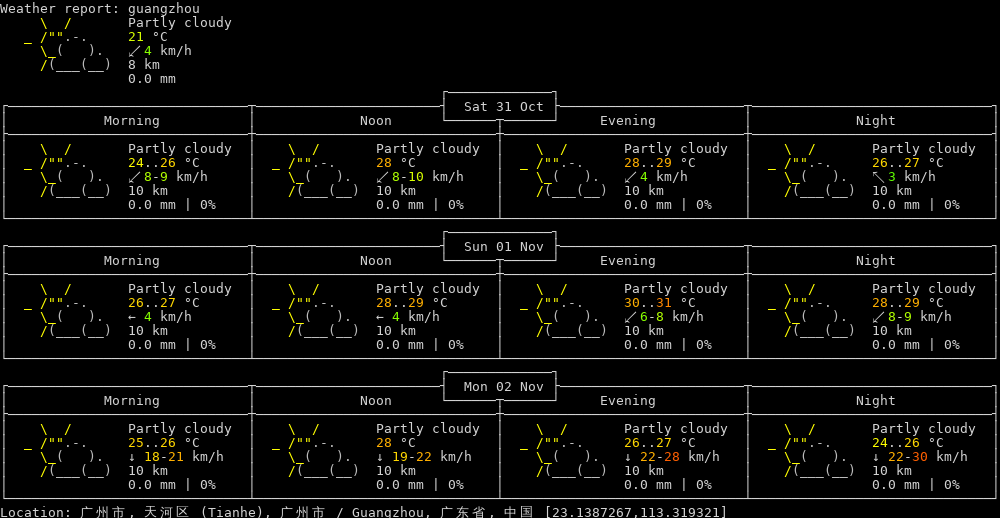 Weather report: guangzhou
Partly cloudy
21 °C
↙ 4 km/h
8 km
0.0 mm
Sat 31 Oct
Morning Noon Evening Night
Partly cloudy Partly cloudy Partly cloudy Partly cloudy
24..26 °C 28 °C 28..29 °C 26..27 °C
↙ 8-9 km/h ↙ 8-10 km/h ↙ 4 km/h ↖ 3 km/h
10 km 10 km 10 km 10 km
0.0 mm | 0% 0.0 mm | 0% 0.0 mm | 0% 0.0 mm | 0%
Sun 01 Nov
Morning Noon Evening Night
Partly cloudy Partly cloudy Partly cloudy Partly cloudy
26..27 °C 28..29 °C 30..31 °C 28..29 °C
← 4 km/h ← 4 km/h ↙ 6-8 km/h ↙ 8-9 km/h
10 km 10 km 10 km 10 km
0.0 mm | 0% 0.0 mm | 0% 0.0 mm | 0% 0.0 mm | 0%
Mon 02 Nov
Morning Noon Evening Night
Partly cloudy Partly cloudy Partly cloudy Partly cloudy
25..26 °C 28 °C 26..27 °C 24..26 °C
↓ 18-21 km/h ↓ 19-22 km/h ↓ 22-28 km/h ↓ 22-30 km/h
10 km 10 km 10 km 10 km
0.0 mm | 0% 0.0 mm | 0% 0.0 mm | 0% 0.0 mm | 0%
Location: 广州市, 天河区 (Tianhe), 广州市 / Guangzhou, 广东省, 中国 [23.1387267,113.319321]